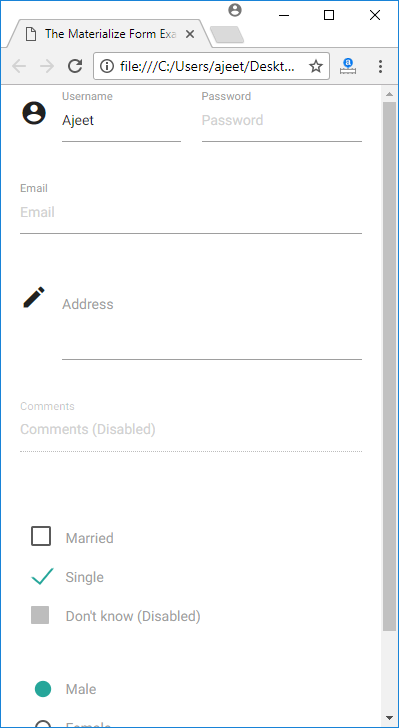 The Materialize Form Exa
file:///C:/Users/ajeet/Deskt...
Username Password
Ajeet Password
Email
Email
Address
Comments
Comments (Disabled)
Married
Single
Don't know (Disabled)
Male
Female